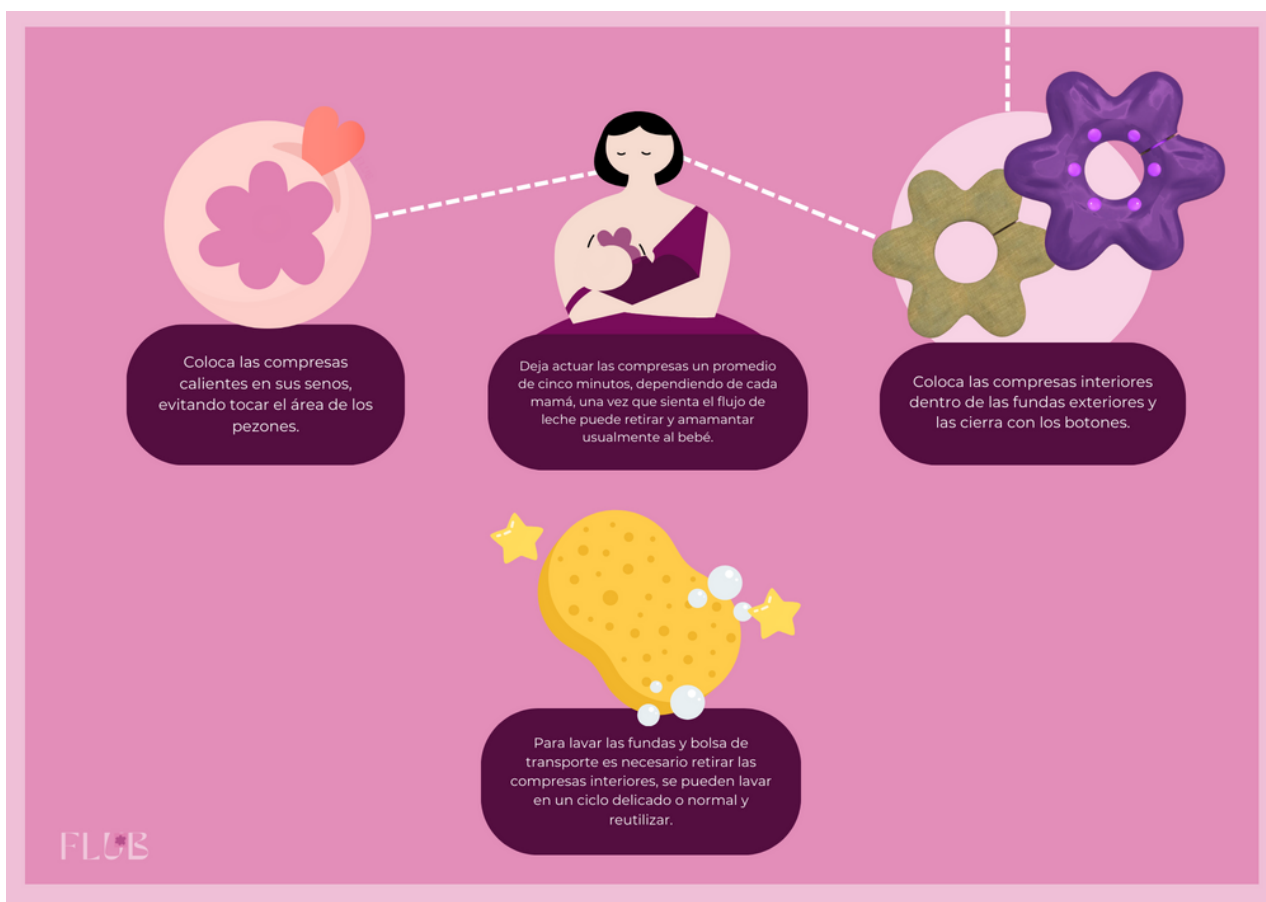 Coloca las compresas
calientes en sus senos,
evitando tocar el área de los
pezones.
Deja actuar las compresas un promedio
de cinco minutos, dependiendo de cada
mamá, una vez que sienta el flujo de
leche puede retirar y amamantar
usualmente al bebé.
Coloca las compresas interiores
dentro de las fundas exteriores y
las cierra con los botones.
Para lavar las fundas y bolsa de
transporte es necesario retirar las
compresas interiores, se pueden lavar
en un ciclo delicado o normal y
reutilizar.
FLUB